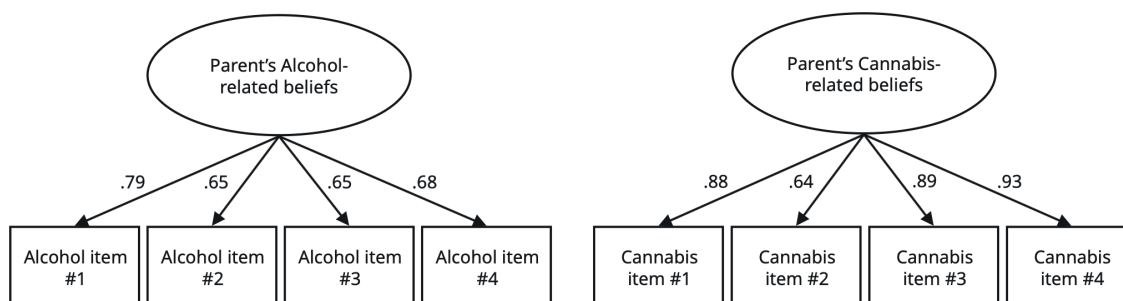 Parent's Alcohol-
related beliefs
Parent's Cannabis-
related beliefs
.79
.65
.65
.68
.88
.64
.89
.93
Alcohol item
#1
Alcohol item
#2
Alcohol item
#3
Alcohol item
#4
Cannabis
item #1
Cannabis
item #2
Cannabis
item #3
Cannabis
item #4